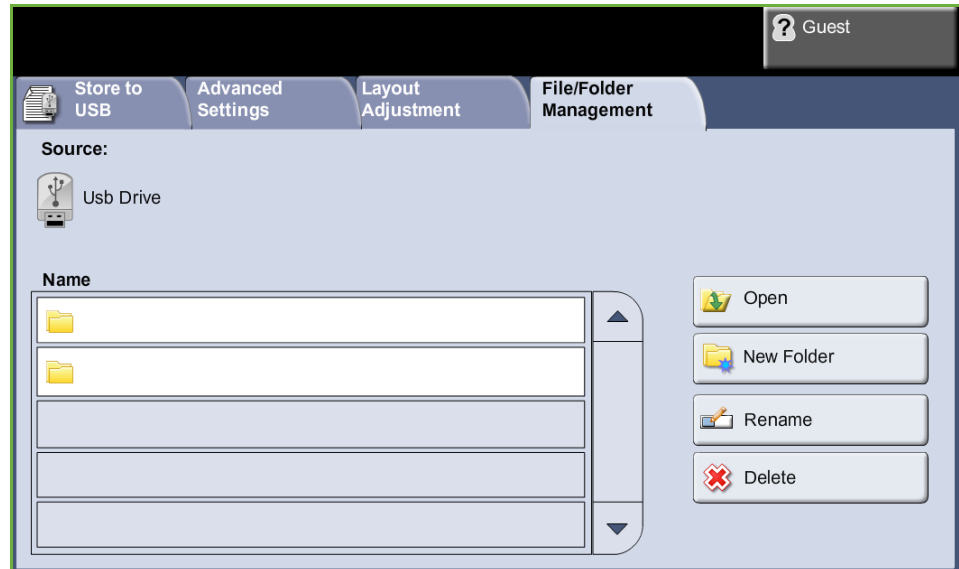 Guest
Store to
USB
Advanced
Settings
Layout
Adjustment
File/Folder
Management
Source:
Usb Drive
Name
Open
New Folder
Rename
Delete